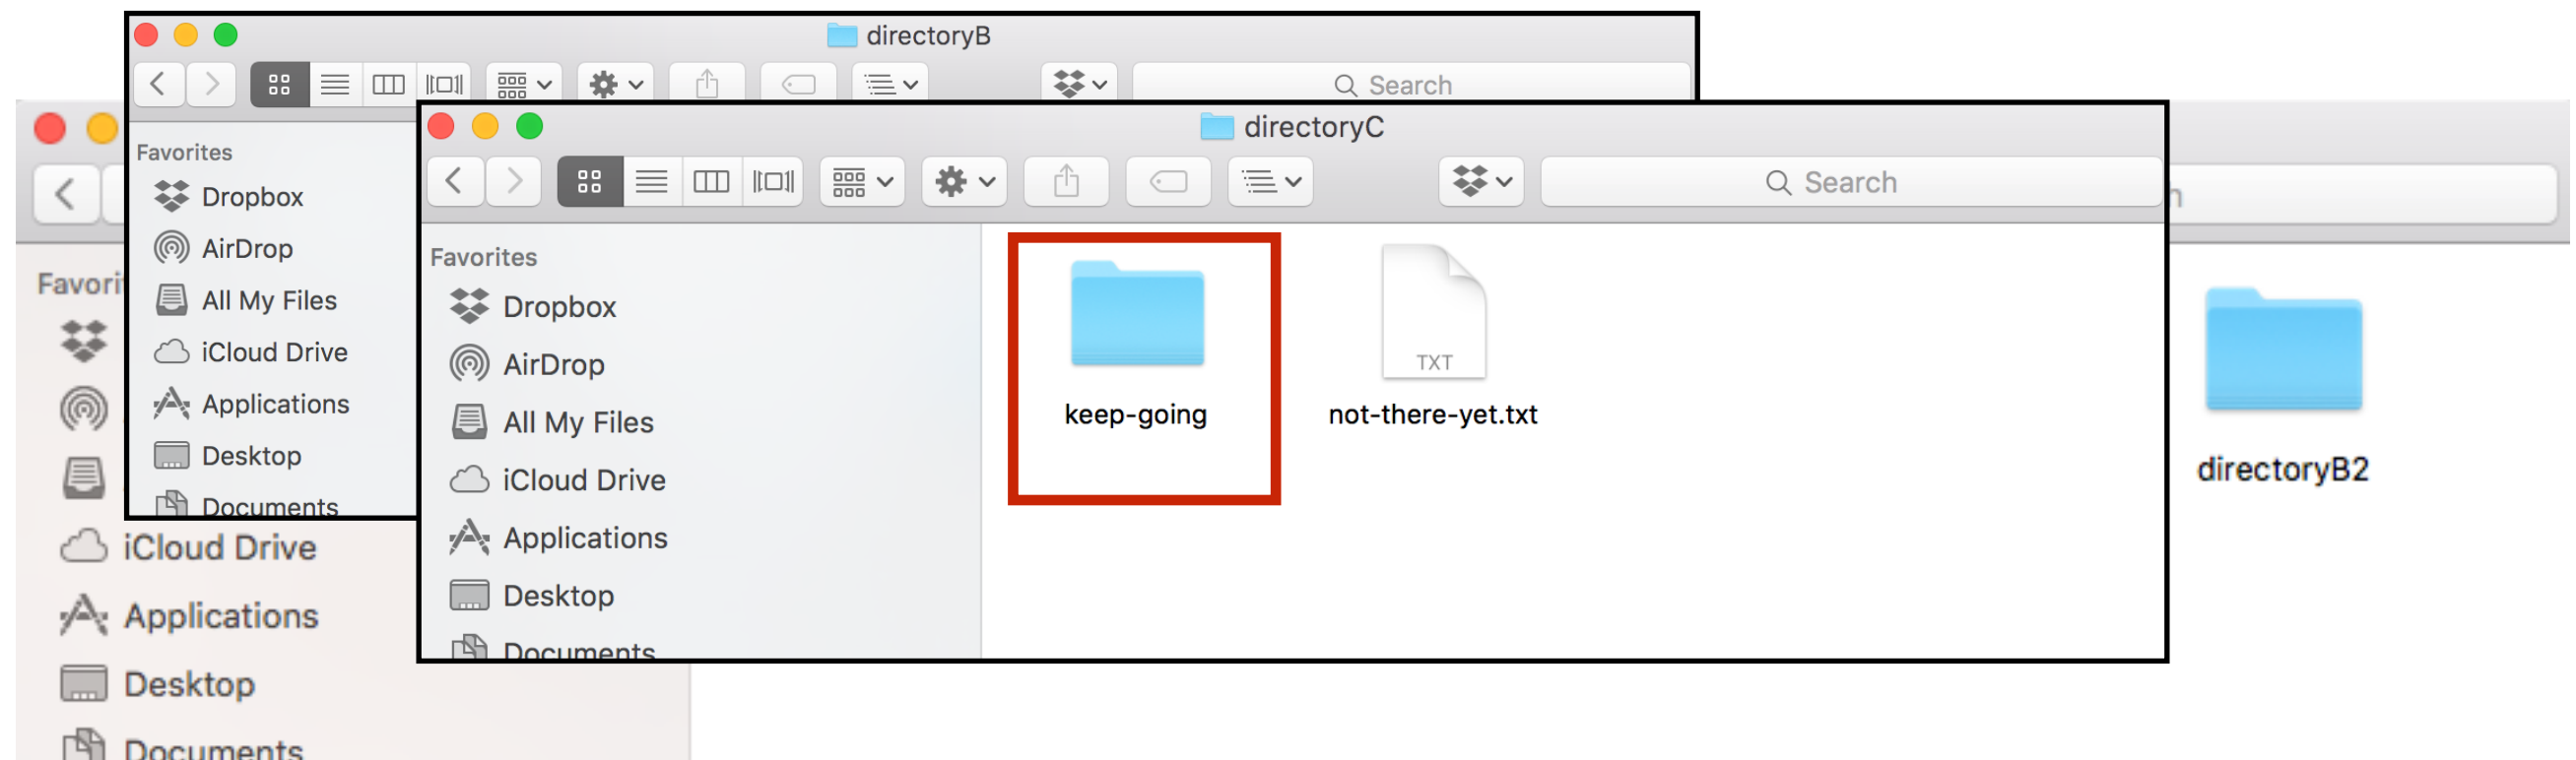 directoryB
Search
Favorites
Dropbox
AirDrop
All My Files
iCloud Drive
Applications
Desktop
Documents
directoryC
Search
Favorites
Dropbox
AirDrop
All My Files
iCloud Drive
Applications
Desktop
Documents
keep-going
TXT
not-there-yet.txt
h
Favori
iCloud Drive
Applications
Desktop
Documents
directoryB2